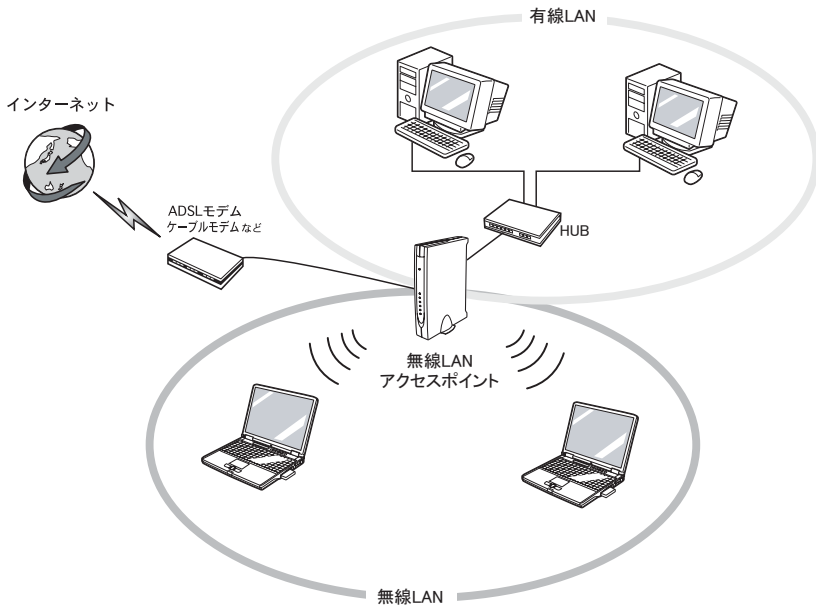 有線LAN
インターネット
ADSLモデム
ケーブルモデム など
HUB
無線LAN
アクセスポイント
無線LAN